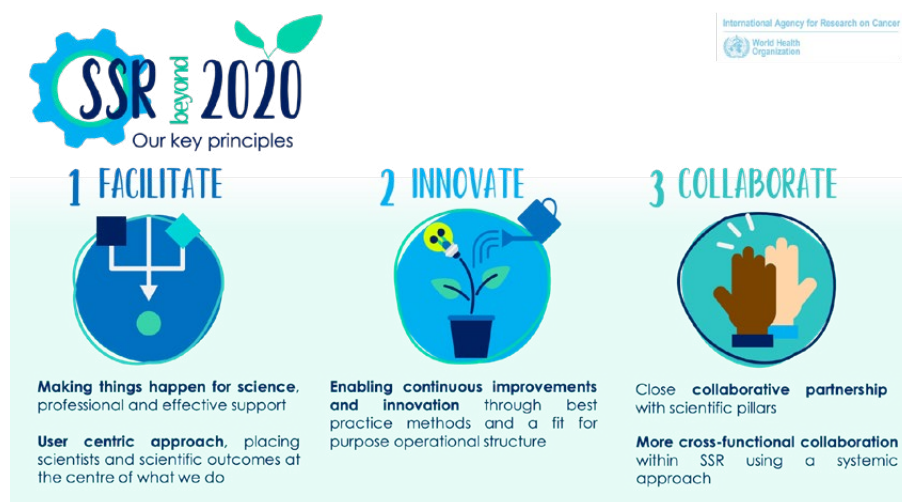 International Agency for Research on Cancer
World Health
Organization
SSR beyond 2020
Our key principles
1 FACILITATE
Making things happen for science,
professional and effective support
User centric approach, placing
scientists and scientific outcomes at
the centre of what we do
2 INNOVATE
Enabling continuous improvements
and innovation through best
practice methods and a fit for
purpose operational structure
3 COLLABORATE
Close collaborative partnership
with scientific pillars
More cross-functional collaboration
within SSR using a systemic
approach